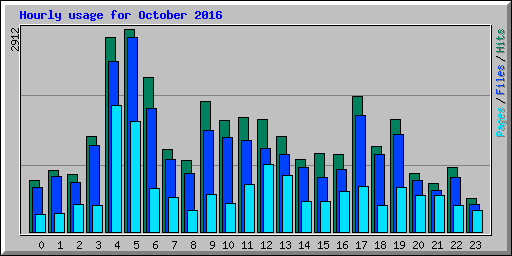 Hourly usage for October 2016
2912
Pages/Files/Hits
0 1 2 3 4 5 6 7 8 9 10 11 12 13 14 15 16 17 18 19 20 21 22 23